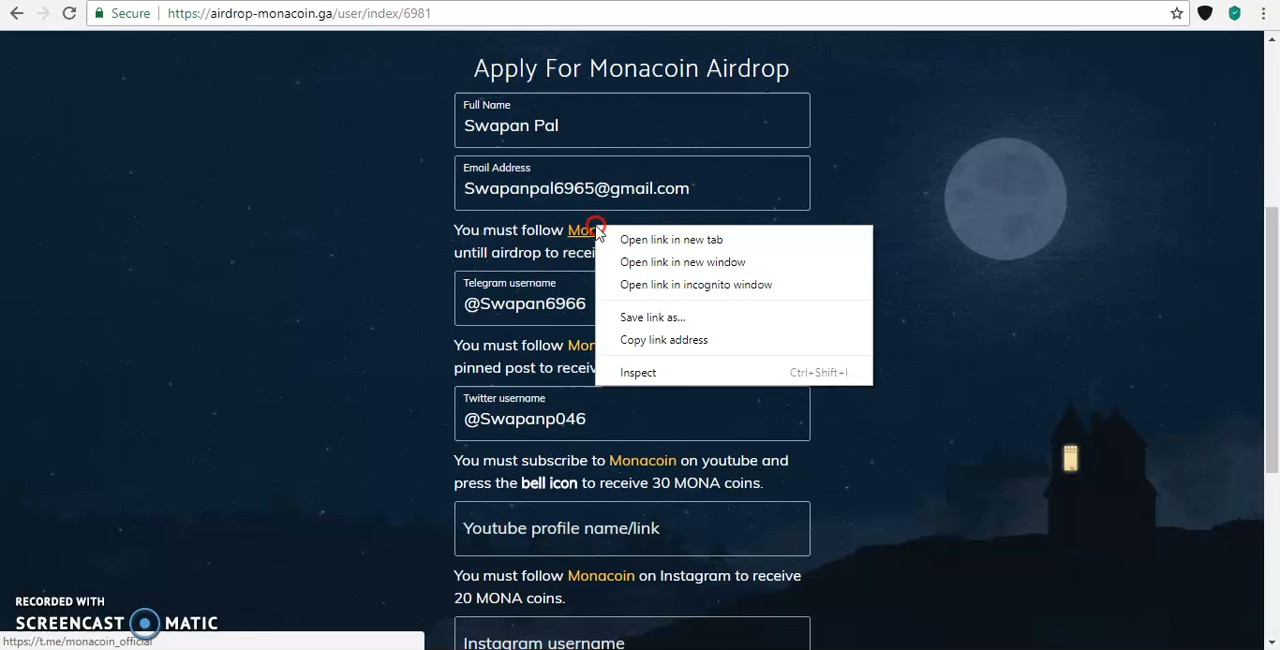 Secure https://airdrop-monacoin.ga/user/index/6981
Apply For Monacoin Airdrop
Full Name
Swapan Pal
Email Address
Swapanpal6965@gmail.com
You must follow
untill airdrop to
Open link in new tab
Open link in new window
Open link in incognito window
Save link as...
Copy link address
Inspect Ctrl+Shift+I
Telegram username
@Swapan6966
You must follow
pinned post to
Twitter username
@Swapanp046
You must subscribe to Monacoin on youtube and
press the bell icon to receive 30 MONA coins.
Youtube profile name/link
You must follow Monacoin on Instagram to receive
20 MONA coins.
Instagram username
RECORDED WITH
SCREENCAST MATIC
https://t.me/monacoin_official